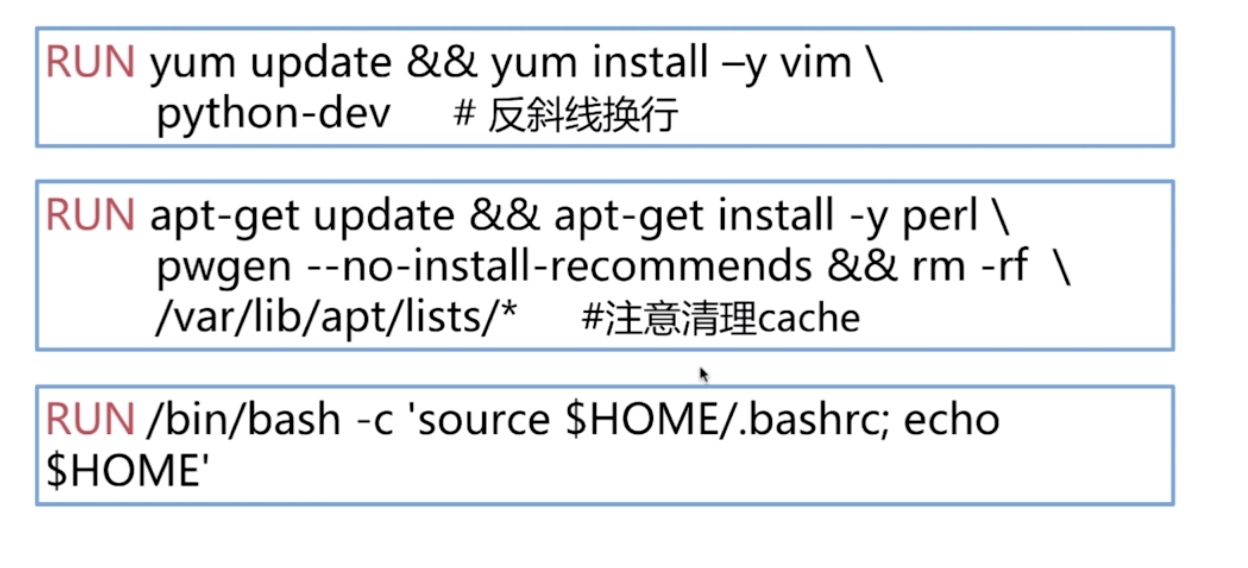 RUN yum update && yum install –y vim \
python-dev # 反斜线换行
RUN apt-get update && apt-get install -y perl \
pwgen --no-install-recommends && rm -rf \
/var/lib/apt/lists/* #注意清理cache
RUN /bin/bash -c 'source $HOME/.bashrc; echo
$HOME'